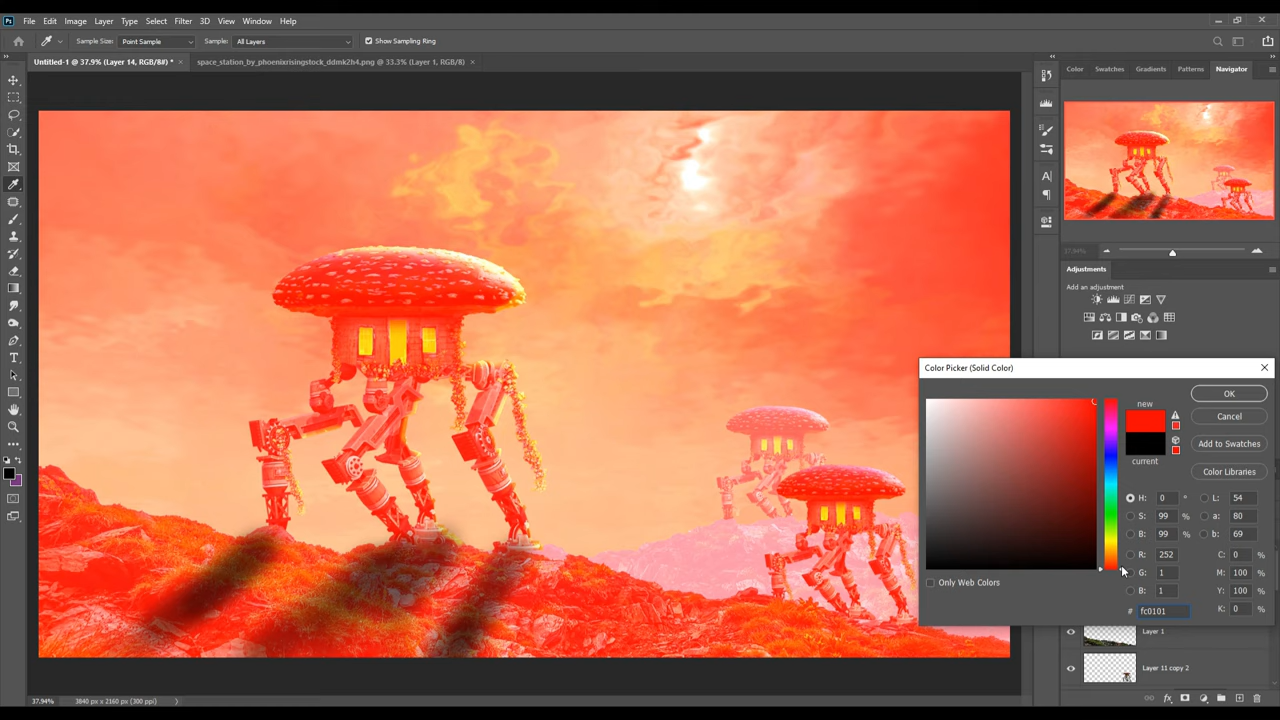 Ps File Edit Image Layer Type Select Filter 3D View Window Help
Sample Size: Point Sample Sample: All Layers Show Sampling Ring
Untitled-1 @ 37.9% (Layer 14, RGB/8#) * × space_station_by_phoenixrisingstock_ddmk2h4.png @ 33.3% (Layer 1, RGB/8) ×
Color Swatches Gradients Patterns Navigator
37.94%
Adjustments
Add an adjustment
Color Picker (Solid Color)
new
current
OK
Cancel
Add to Swatches
Color Libraries
H: 0 ° L: 54
S: 99 % a: 80
B: 99 % b: 69
R: 252 C: 0 %
G: 1 M: 100 %
B: 1 Y: 100 %
# fc0101 K: 0 %
Only Web Colors
Layer 1
Layer 11 copy 2
37.94% 3840 px x 2160 px (300 ppi)